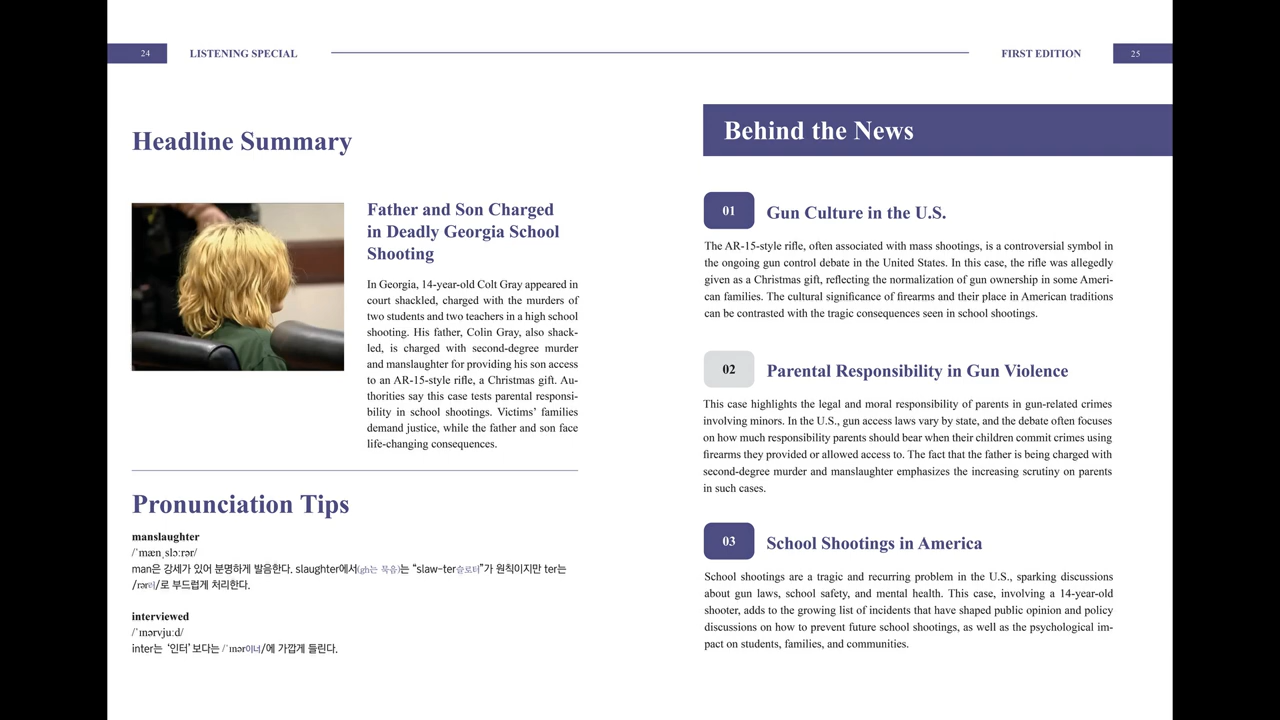 24
LISTENING SPECIAL
FIRST EDITION
25
Headline Summary
Father and Son Charged
in Deadly Georgia School
Shooting
In Georgia, 14-year-old Colt Gray appeared in
court shackled, charged with the murders of
two students and two teachers in a high school
shooting. His father, Colin Gray, also shack-
led, is charged with second-degree murder
and manslaughter for providing his son access
to an AR-15-style rifle, a Christmas gift. Au-
thorities say this case tests parental responsi-
bility in school shootings. Victims' families
demand justice, while the father and son face
life-changing consequences.
Pronunciation Tips
manslaughter
/ˈmænˌslɔːrər/
man은 강세가 있어 분명하게 발음한다. slaughter에서(gh는 묵음)는 "slaw-ter슬로터"가 원칙이지만 ter는
/rər러/로 부드럽게 처리한다.
interviewed
/ˈɪnərvjuːd/
inter는 '인터' 보다는 /ˈɪnər이너/에 가깝게 들린다.
Behind the News
01
Gun Culture in the U.S.
The AR-15-style rifle, often associated with mass shootings, is a controversial symbol in
the ongoing gun control debate in the United States. In this case, the rifle was allegedly
given as a Christmas gift, reflecting the normalization of gun ownership in some Ameri-
can families. The cultural significance of firearms and their place in American traditions
can be contrasted with the tragic consequences seen in school shootings.
02
Parental Responsibility in Gun Violence
This case highlights the legal and moral responsibility of parents in gun-related crimes
involving minors. In the U.S., gun access laws vary by state, and the debate often focuses
on how much responsibility parents should bear when their children commit crimes using
firearms they provided or allowed access to. The fact that the father is being charged with
second-degree murder and manslaughter emphasizes the increasing scrutiny on parents
in such cases.
03
School Shootings in America
School shootings are a tragic and recurring problem in the U.S., sparking discussions
about gun laws, school safety, and mental health. This case, involving a 14-year-old
shooter, adds to the growing list of incidents that have shaped public opinion and policy
discussions on how to prevent future school shootings, as well as the psychological im-
pact on students, families, and communities.